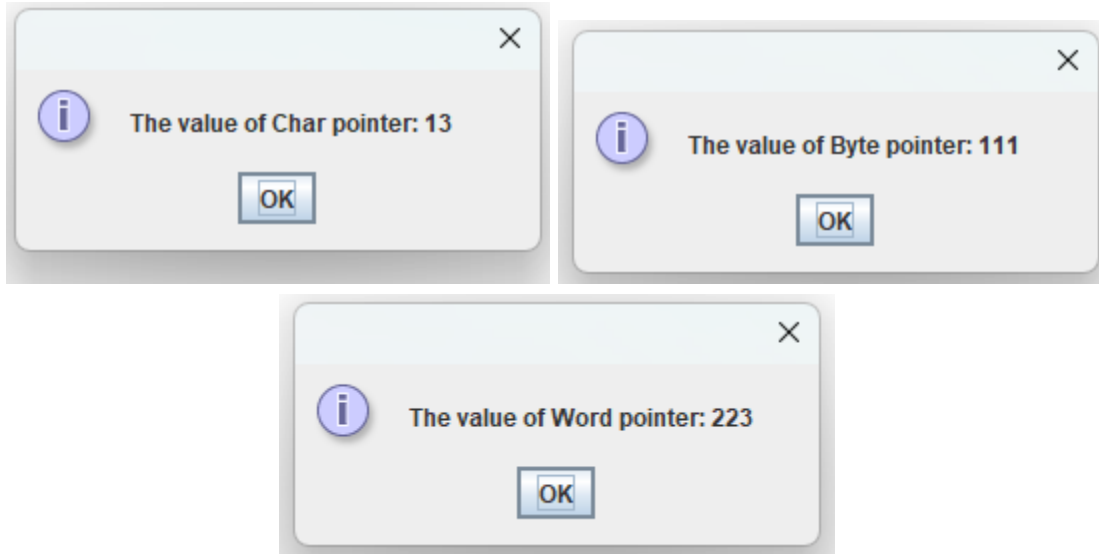 The value of Char pointer: 13
OK
The value of Byte pointer: 111
OK
The value of Word pointer: 223
OK